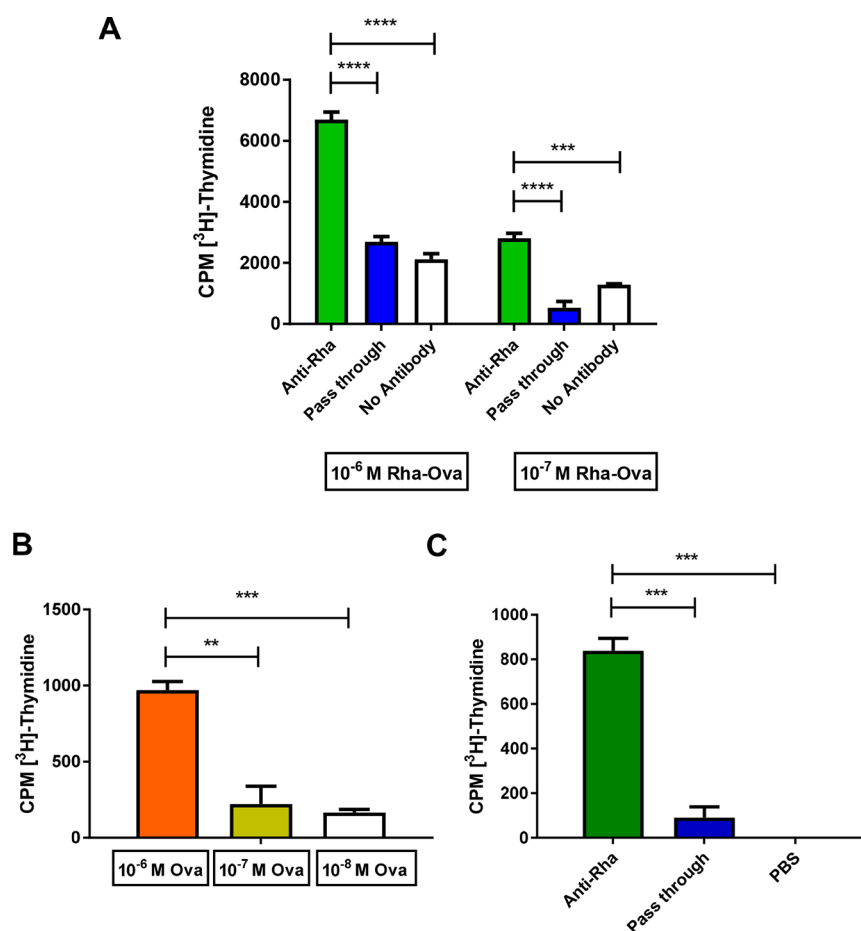 A
****
****
***
****
8000
6000
4000
2000
0
CPM [³H]-Thymidine
Anti-Rha
Pass through
No Antibody
Anti-Rha
Pass through
No Antibody
10⁻⁶ M Rha-Ova
10⁻⁷ M Rha-Ova
B
***
**
1500
1000
500
0
CPM [³H]-Thymidine
10⁻⁶ M Ova
10⁻⁷ M Ova
10⁻⁸ M Ova
C
***
***
1000
800
600
400
200
0
CPM [³H]-Thymidine
Anti-Rha
Pass through
PBS